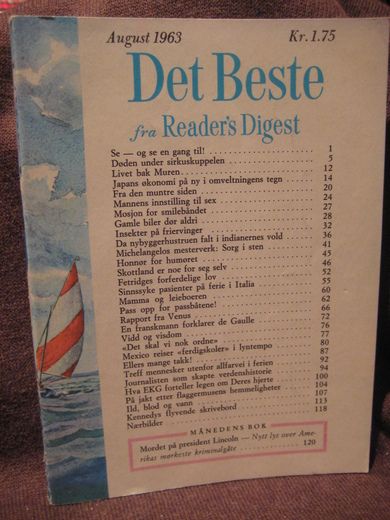 August 1963 Kr. 1.75
Det Beste
fra Reader's Digest
Se — og se en gang til! 1
Døden under sirkuskuppelen 5
Livet bak Muren 12
Japans økonomi på ny i omveltningens tegn 14
Fra den muntre siden 20
Mannens innstilling til sex 24
Mosjon for smilebåndet 27
Gamle biler dør aldri 28
Insekter på friervinger 32
Da nybyggerhustruen falt i indianernes vold 36
Michelangelos mesterverk: Sorg i sten 41
Honnør for humøret 45
Skottland er noe for seg selv 46
Fetridges forferdelige lov 52
Sinnssyke pasienter på ferie i Italia 55
Mamma og leieboeren 60
Pass opp for passbåtene! 62
Rapport fra Venus 66
En franskmann forklarer de Gaulle 72
Vidd og visdom 76
«Det skal vi nok ordne» 77
Mexico reiser «ferdigskoler» i lyntempo 80
Ellers mange takk! 87
Treff mennesker utenfor allfarvei i ferien 92
Journalisten som skapte verdenshistorie 94
Hva EKG forteller legen om Deres hjerte 100
På jakt etter flaggermusens hemmeligheter 104
Ild, blod og vann 107
Kennedys flyvende skrivebord 113
Nærbilder 118
MÅNEDENS BOK
Mordet på president Lincoln — Nytt lys over Ame-
rikas mørkeste kriminalgåte 120